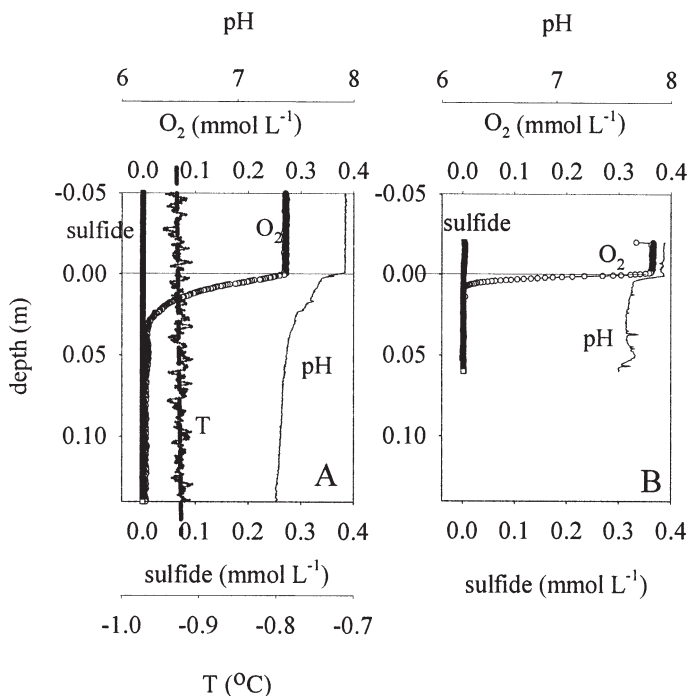 pH pH
6 7 8 6 7 8
O₂ (mmol L⁻¹) O₂ (mmol L⁻¹)
0.0 0.1 0.2 0.3 0.4 0.0 0.1 0.2 0.3 0.4
-0.05 -0.05
sulfide O₂ sulfide O₂
0.00 0.00
depth (m)
0.05 pH 0.05 pH
T
0.10 A 0.10 B
0.0 0.1 0.2 0.3 0.4 0.0 0.1 0.2 0.3 0.4
sulfide (mmol L⁻¹) sulfide (mmol L⁻¹)
-1.0 -0.9 -0.8 -0.7
T (⁰C)